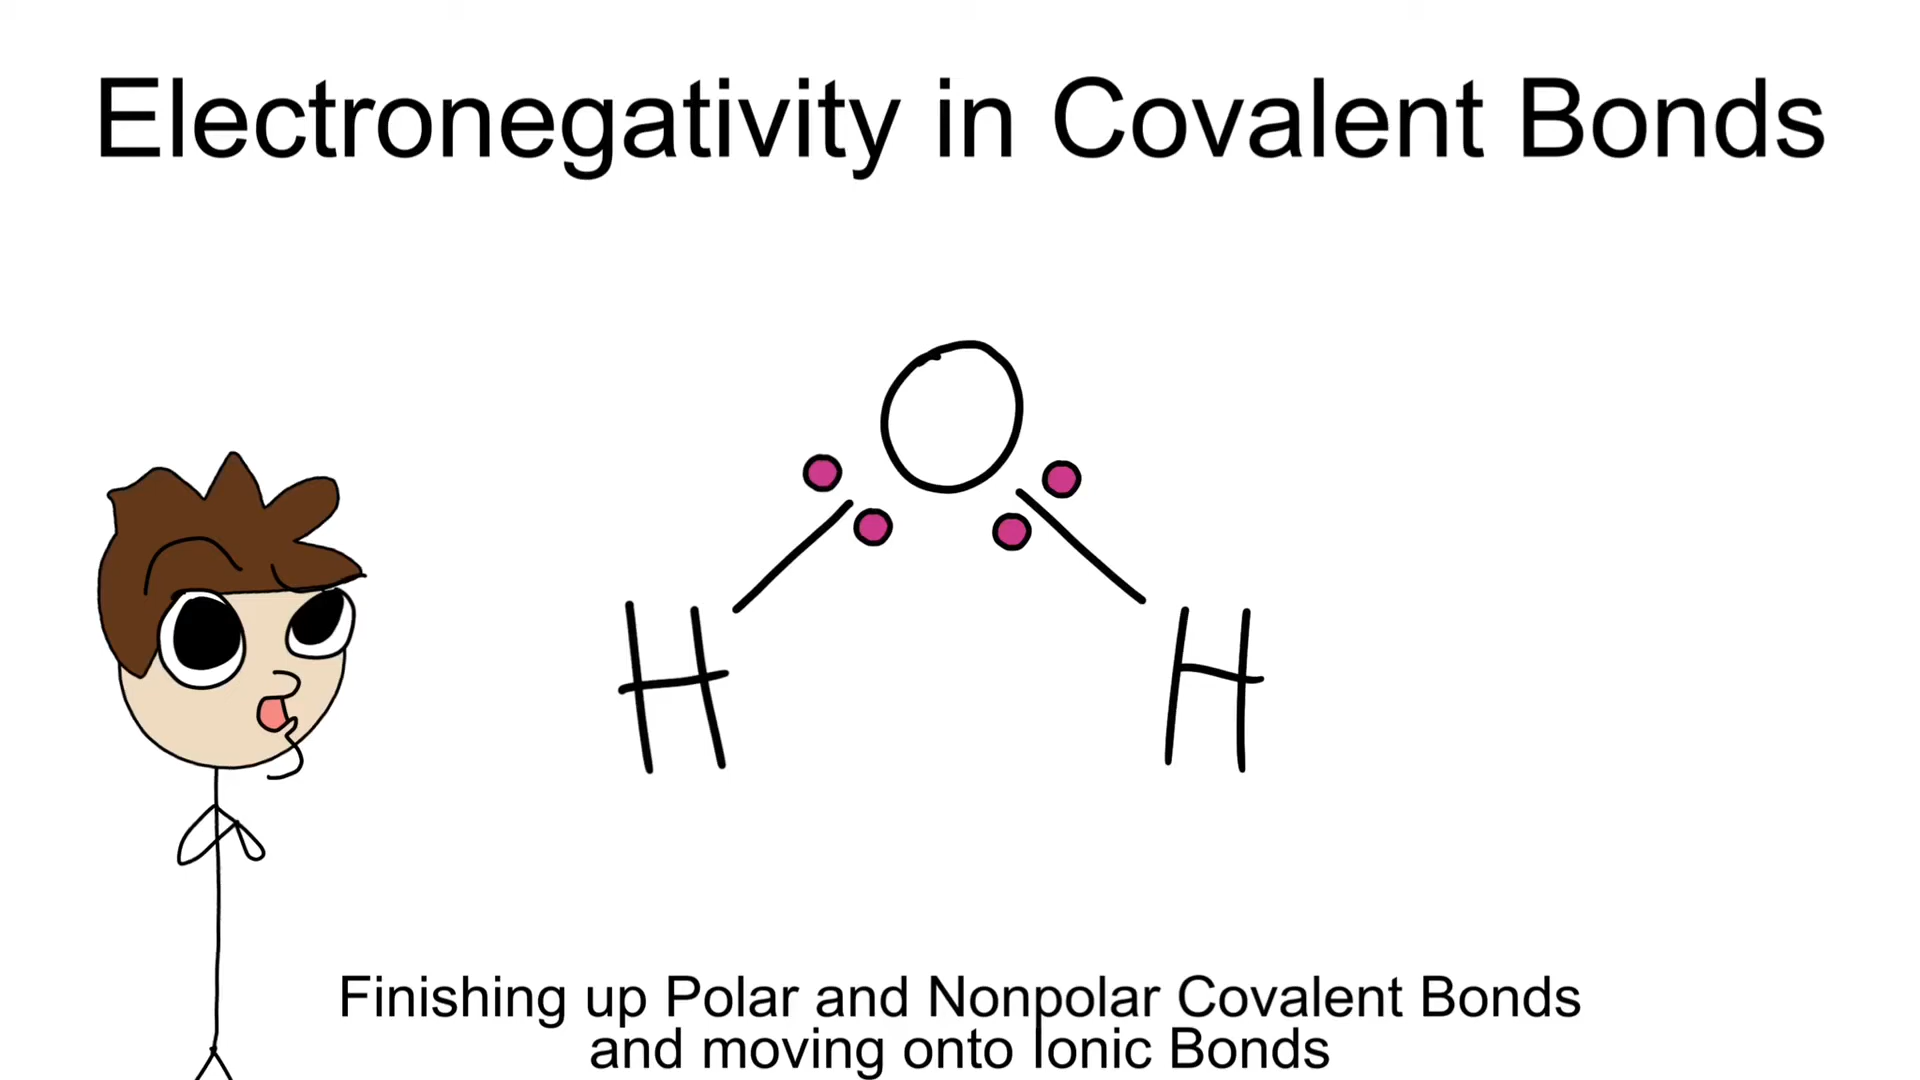 Electronegativity in Covalent Bonds
O
H H
Finishing up Polar and Nonpolar Covalent Bonds
and moving onto Ionic Bonds